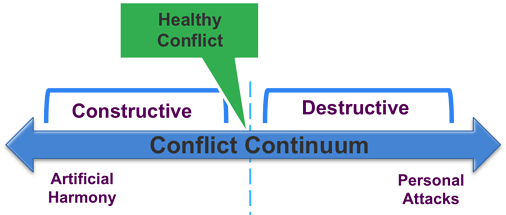 Healthy
Conflict
Constructive
Destructive
Conflict Continuum
Artificial
Harmony
Personal
Attacks